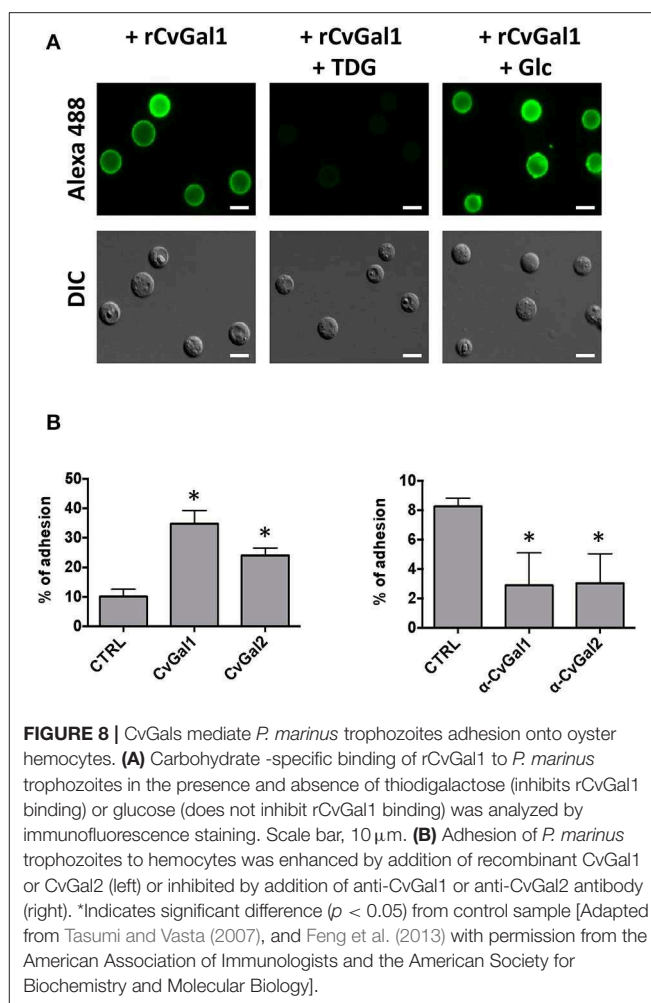 A
+ rCvGal1
+ rCvGal1
+ TDG
+ rCvGal1
+ Glc
Alexa 488
DIC
B
% of adhesion
50
40
30
20
10
0
*
*
CTRL
CvGal1
CvGal2
% of adhesion
10
8
6
4
2
0
*
*
CTRL
α-CvGal1
α-CvGal2
FIGURE 8 | CvGals mediate P. marinus trophozoites adhesion onto oyster
hemocytes. (A) Carbohydrate -specific binding of rCvGal1 to P. marinus
trophozoites in the presence and absence of thiodigalactose (inhibits rCvGal1
binding) or glucose (does not inhibit rCvGal1 binding) was analyzed by
immunofluorescence staining. Scale bar, 10 μm. (B) Adhesion of P. marinus
trophozoites to hemocytes was enhanced by addition of recombinant CvGal1
or CvGal2 (left) or inhibited by addition of anti-CvGal1 or anti-CvGal2 antibody
(right). *Indicates significant difference (p < 0.05) from control sample [Adapted
from Tasumi and Vasta (2007), and Feng et al. (2013) with permission from the
American Association of Immunologists and the American Society for
Biochemistry and Molecular Biology].